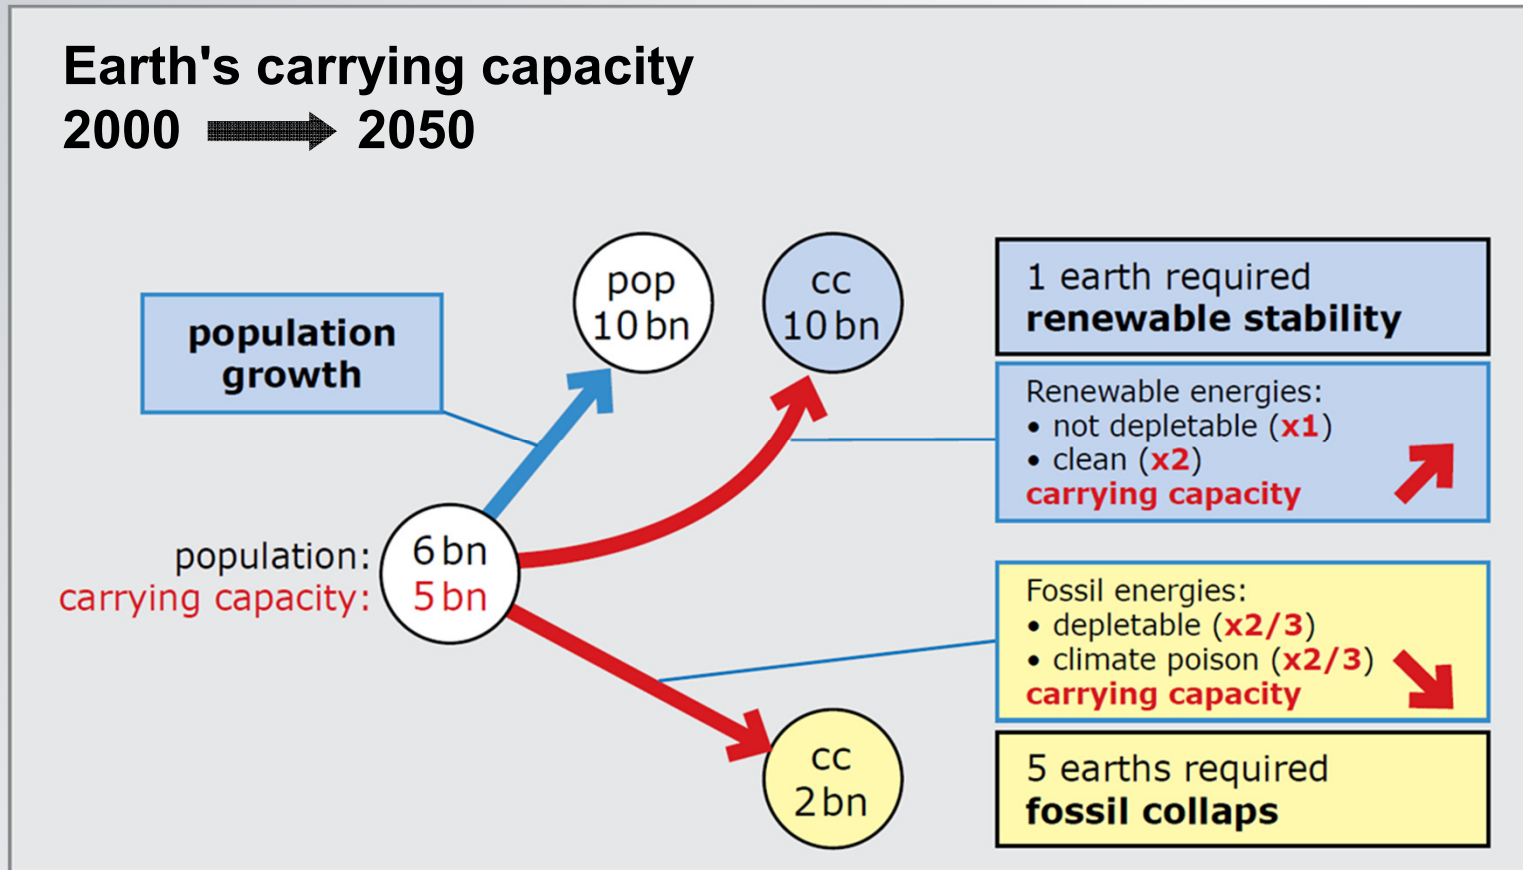 Earth's carrying capacity
2000 2050
population
growth
pop
10 bn
cc
10 bn
1 earth required
renewable stability
Renewable energies:
• not depletable (x1)
• clean (x2)
carrying capacity
population:
carrying capacity:
6 bn
5 bn
Fossil energies:
• depletable (x2/3)
• climate poison (x2/3)
carrying capacity
cc
2 bn
5 earths required
fossil collaps